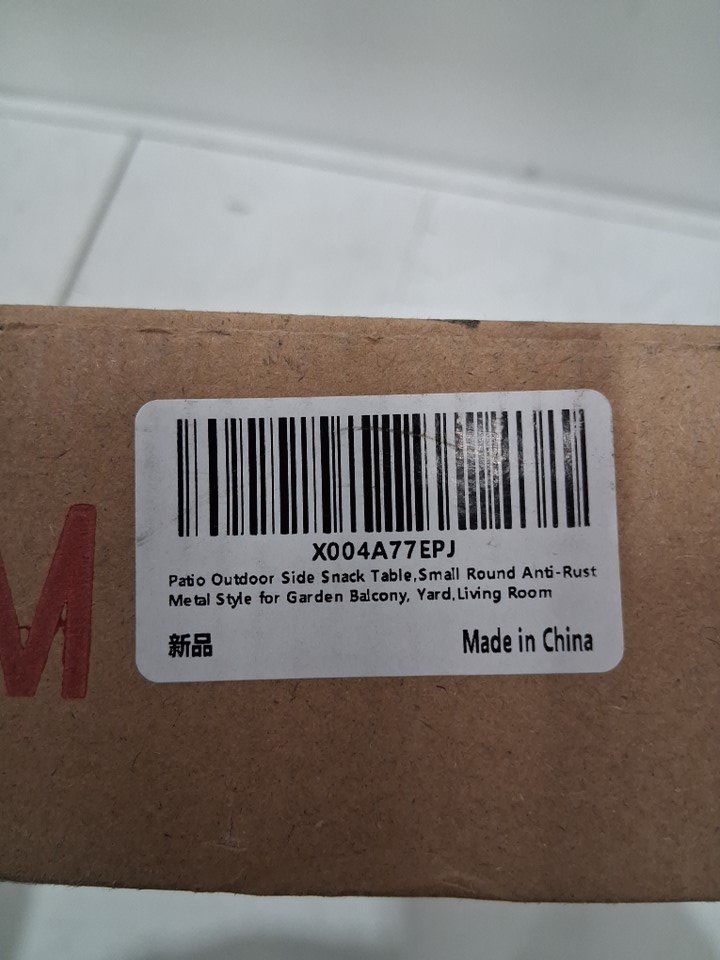 X004A77EPJ
Patio Outdoor Side Snack Table,Small Round Anti-Rust
Metal Style for Garden Balcony, Yard,Living Room
新品
Made in China
M